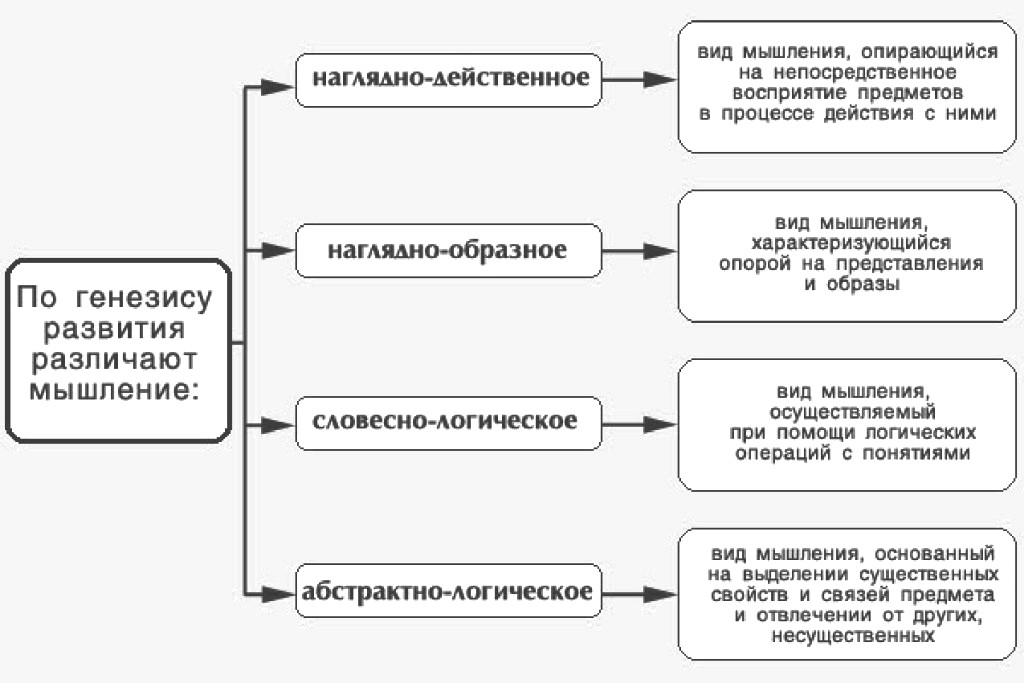 По генезису
развития
различают
мышление:
наглядно-действенное
вид мышления, опирающийся
на непосредственное
восприятие предметов
в процессе действия с ними
наглядно-образное
вид мышления,
характеризующийся
опорой на представления
и образы
словесно-логическое
вид мышления,
осуществляемый
при помощи логических
операций с понятиями
абстрактно-логическое
вид мышления, основанный
на выделении существенных
свойств и связей предмета
и отвлечении от других,
несущественных